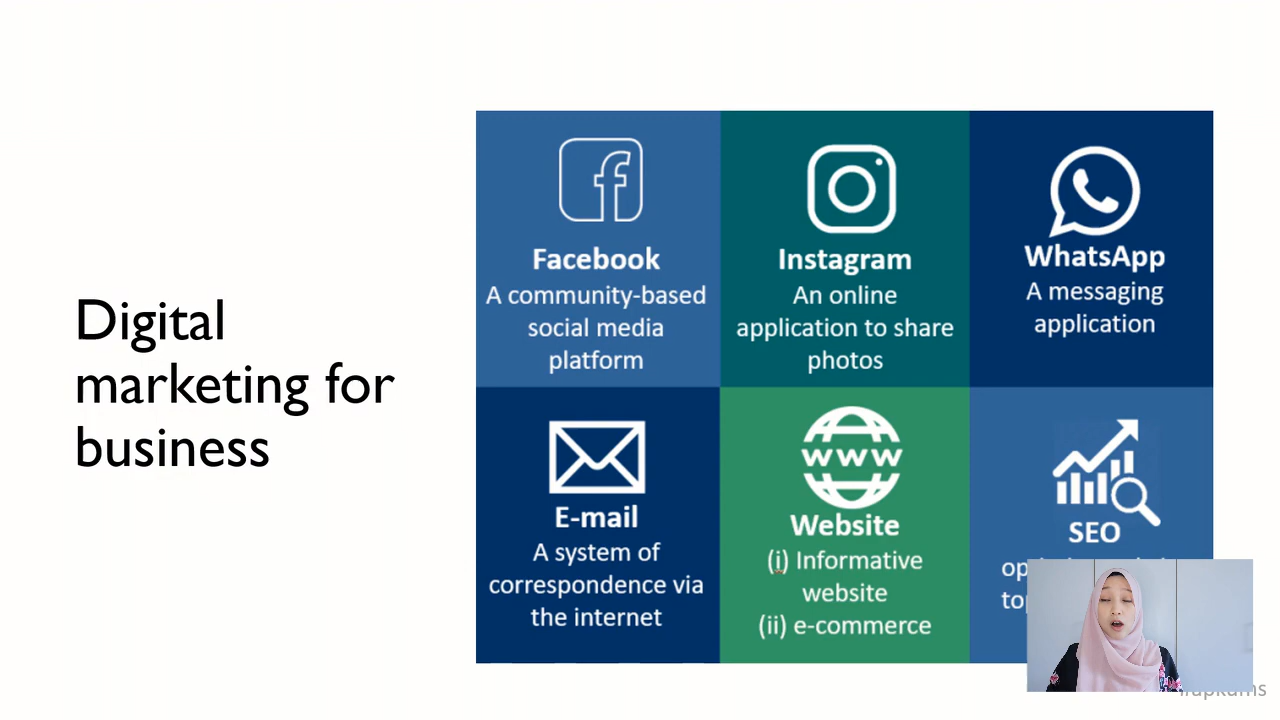 Digital
marketing for
business
Facebook
A community-based
social media
platform
Instagram
An online
application to share
photos
WhatsApp
A messaging
application
E-mail
A system of
correspondence via
the internet
www
Website
(i) Informative
website
(ii) e-commerce
SEO